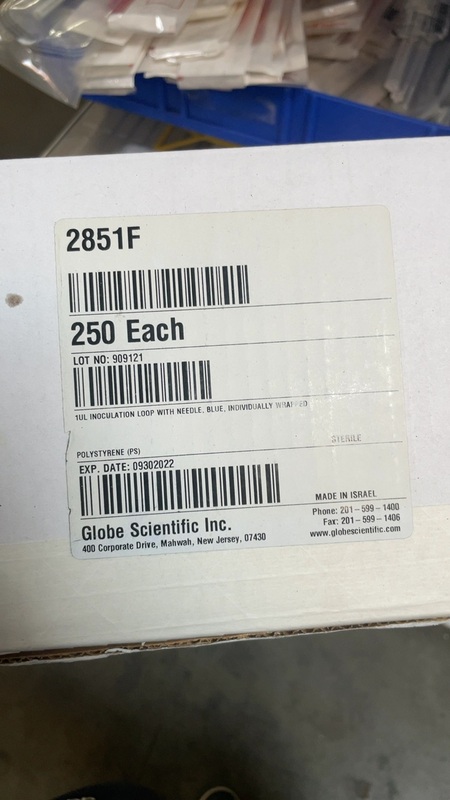 2851F
250 Each
LOT NO: 909121
1UL INOCULATION LOOP WITH NEEDLE, BLUE, INDIVIDUALLY WRAPPED
STERILE
POLYSTYRENE (PS)
EXP. DATE: 09302022
MADE IN ISRAEL
Globe Scientific Inc.
400 Corporate Drive, Mahwah, New Jersey, 07430
Phone: 201-599-1400
Fax: 201-599-1406
www.globescientific.com